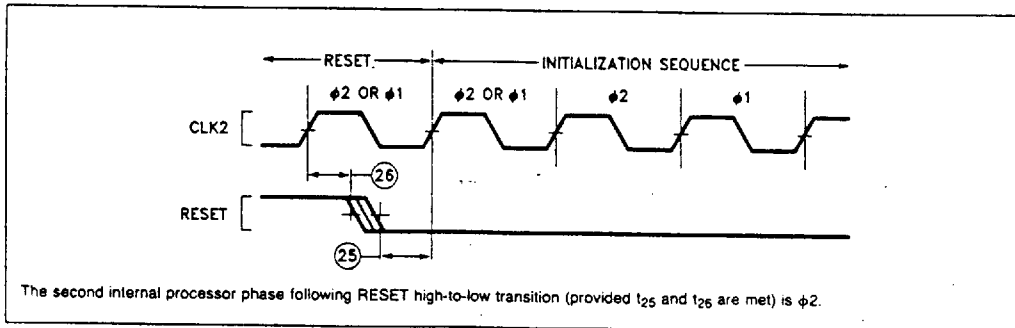 RESET.
INITIALIZATION SEQUENCE
ϕ2 OR ϕ1
ϕ2 OR ϕ1
ϕ2
ϕ1
CLK2
26
RESET
25
The second internal processor phase following RESET high-to-low transition (provided t25 and t26 are met) is ϕ2.